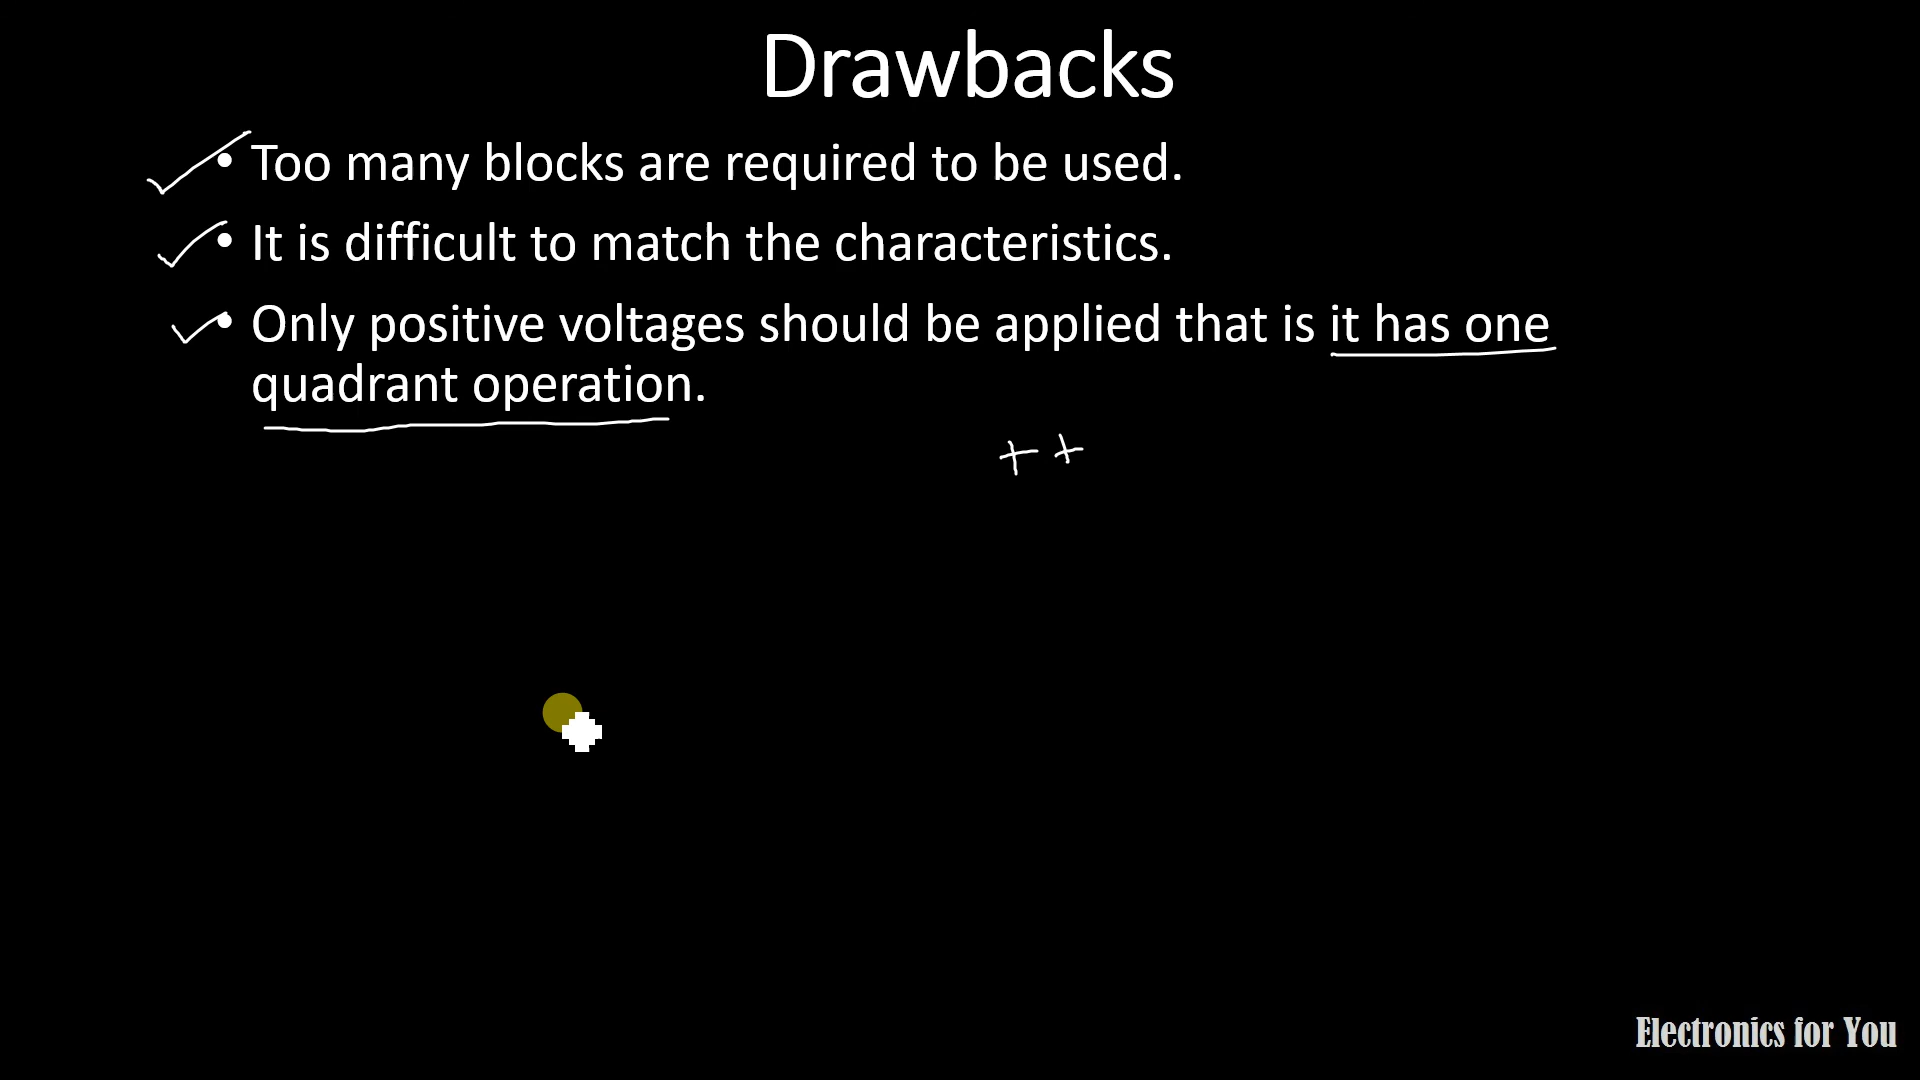 Drawbacks
• Too many blocks are required to be used.
• It is difficult to match the characteristics.
• Only positive voltages should be applied that is it has one
quadrant operation.
+ +
Electronics for You